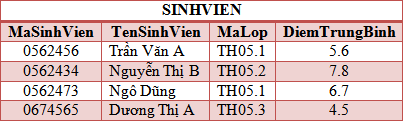 SINHVIEN
MaSinhVien TenSinhVien MaLop DiemTrungBinh
0562456 Trần Văn A TH05.1 5.6
0562434 Nguyễn Thị B TH05.2 7.8
0562473 Ngô Dũng TH05.1 6.7
0674565 Dương Thị A TH05.3 4.5